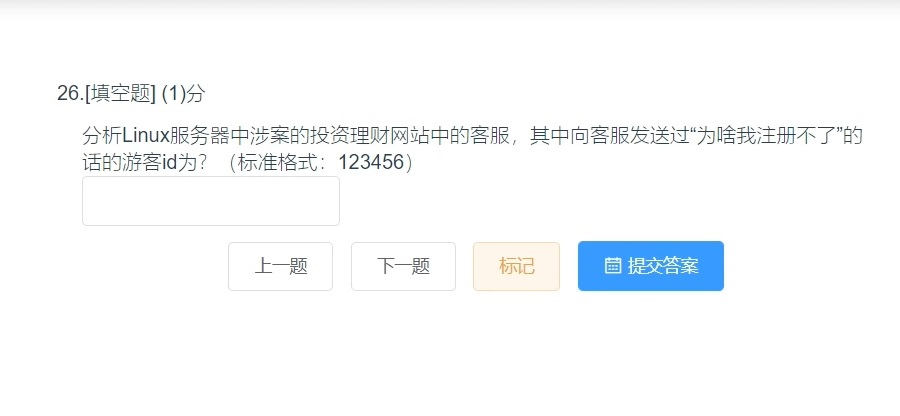 26.[填空题] (1)分
分析Linux服务器中涉案的投资理财网站中的客服，其中向客服发送过“为啥我注册不了”的
话的游客id为？（标准格式：123456）
上一题 下一题 标记 提交答案